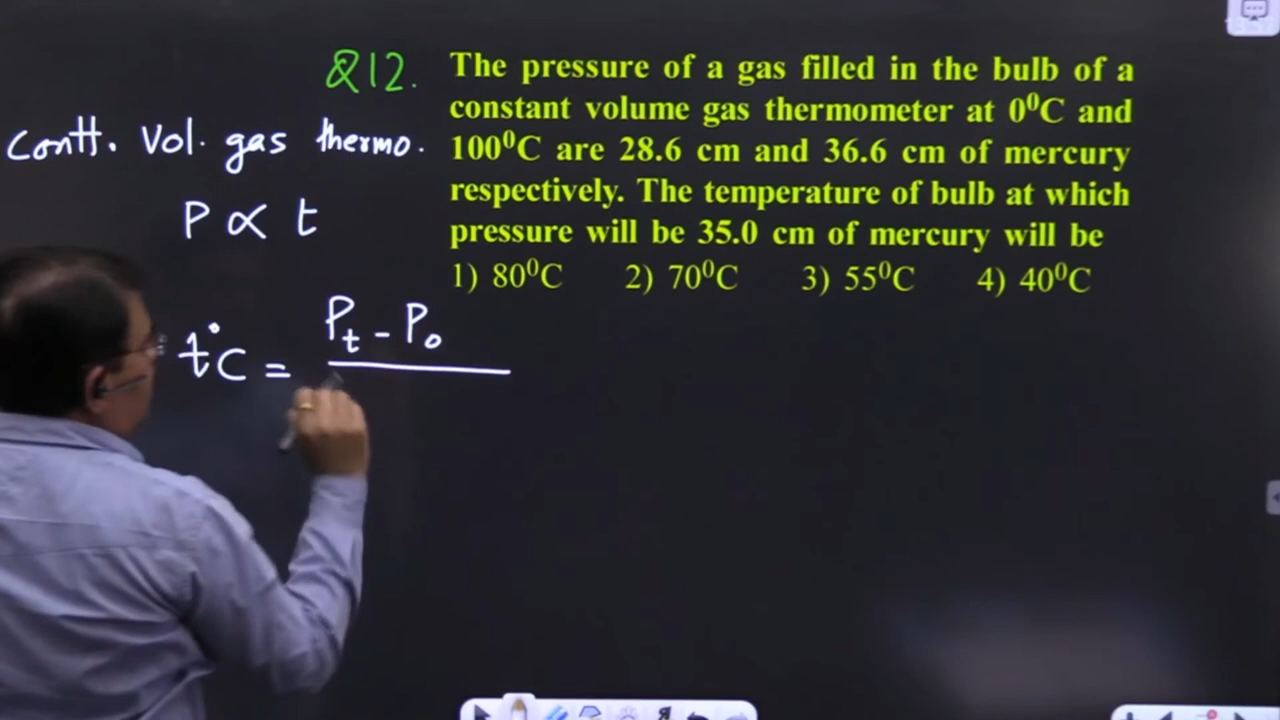 Q12.
The pressure of a gas filled in the bulb of a
constant volume gas thermometer at 0⁰C and
100⁰C are 28.6 cm and 36.6 cm of mercury
respectively. The temperature of bulb at which
pressure will be 35.0 cm of mercury will be
1) 80⁰C 2) 70⁰C 3) 55⁰C 4) 40⁰C
Contt. Vol. gas thermo.
P ∝ t
t°C = P_t - P_0